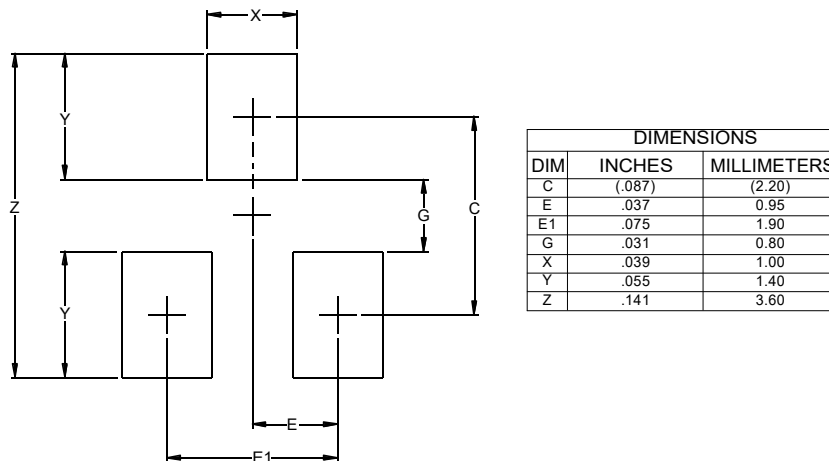 X
Y
Z
G
C
Y
E
E1
DIMENSIONS
DIM INCHES MILLIMETERS
C (.087) (2.20)
E .037 0.95
E1 .075 1.90
G .031 0.80
X .039 1.00
Y .055 1.40
Z .141 3.60